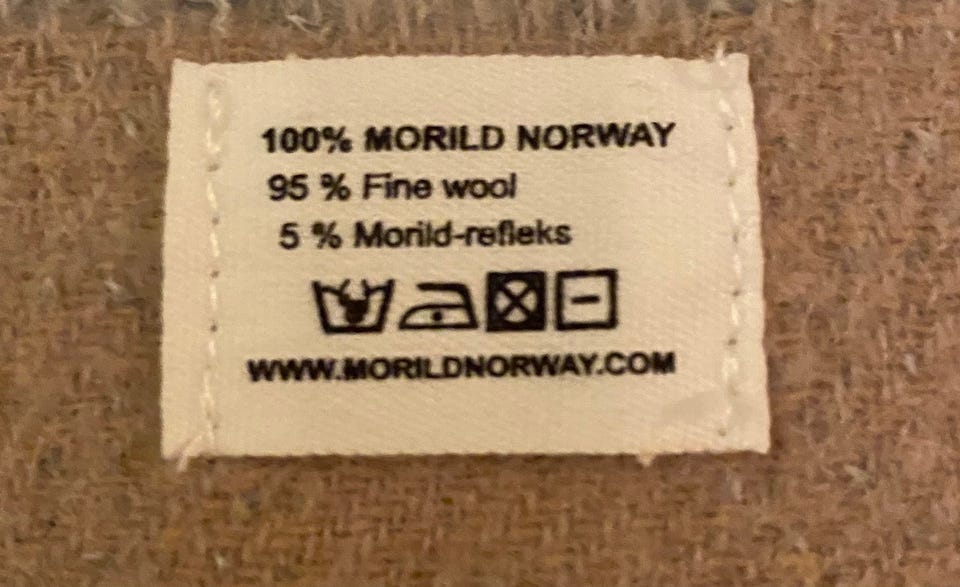 100% MORILD NORWAY
95 % Fine wool
5 % Morild-refleks
WWW.MORILDNORWAY.COM